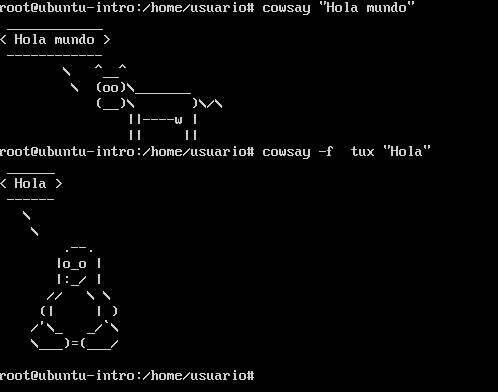 root@ubuntu-intro:/home/usuario# cowsay "Hola mundo"
 ____________
< Hola mundo >
 ------------
        \   ^__^
         \  (oo)\_______
            (__)\       )\/\
                ||----w |
                ||     ||
root@ubuntu-intro:/home/usuario# cowsay -f  tux "Hola"
 ______
< Hola >
 ------
   \
    \
        .--.
       |o_o |
       |:_/ |
      //   \ \
     (|     | )
    /'\_   _/`\
    \___)=(___/

root@ubuntu-intro:/home/usuario#